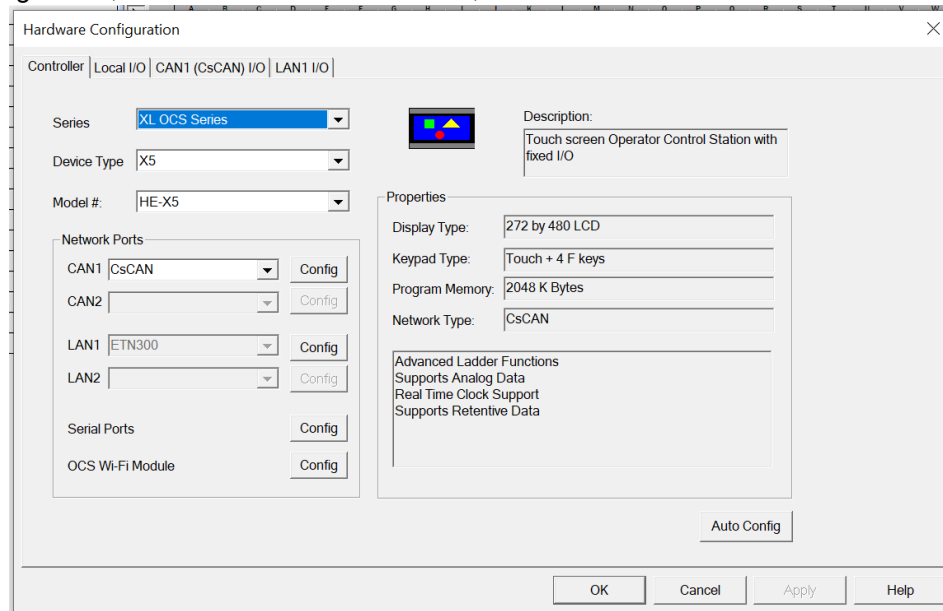 A B C D E F G H I J K L M N O P Q R S T U V W
Hardware Configuration
Controller Local I/O CAN1 (CsCAN) I/O LAN1 I/O
Series XL OCS Series
Device Type X5
Model #: HE-X5
Description:
Touch screen Operator Control Station with
fixed I/O
Network Ports
CAN1 CsCAN Config
CAN2 Config
LAN1 ETN300 Config
LAN2 Config
Serial Ports Config
OCS Wi-Fi Module Config
Properties
Display Type: 272 by 480 LCD
Keypad Type: Touch + 4 F keys
Program Memory: 2048 K Bytes
Network Type: CsCAN
Advanced Ladder Functions
Supports Analog Data
Real Time Clock Support
Supports Retentive Data
Auto Config
OK Cancel Apply Help